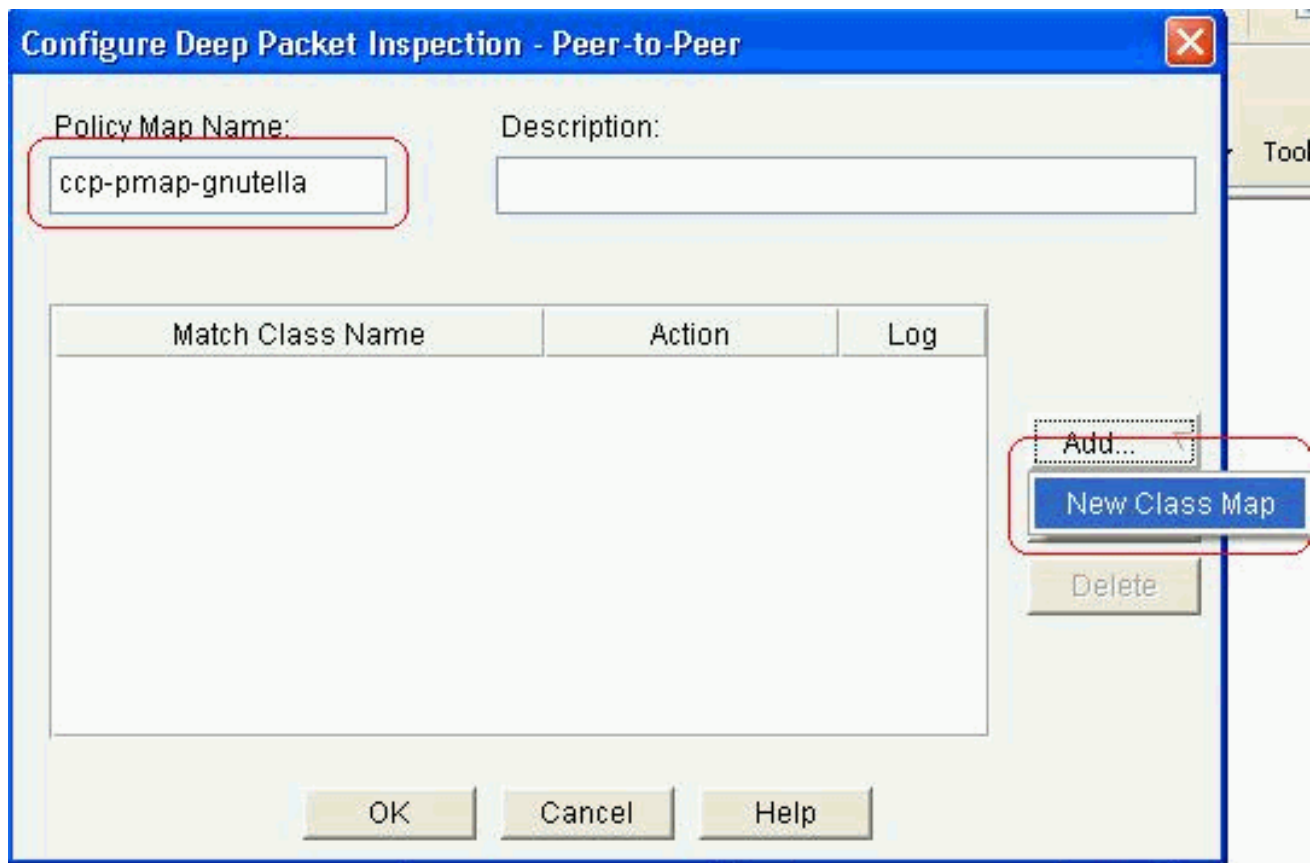 Configure Deep Packet Inspection - Peer-to-Peer
Policy Map Name:
Description:
ccp-pmap-gnutella
Match Class Name
Action
Log
Add...
New Class Map
Delete
OK
Cancel
Help